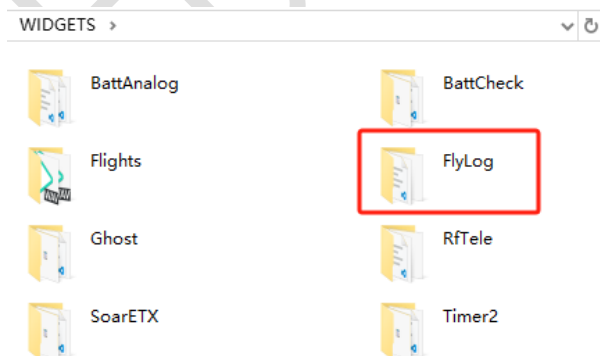 WIDGETS >
BattAnalog BattCheck
Flights FlyLog
Ghost RfTele
SoarETX Timer2